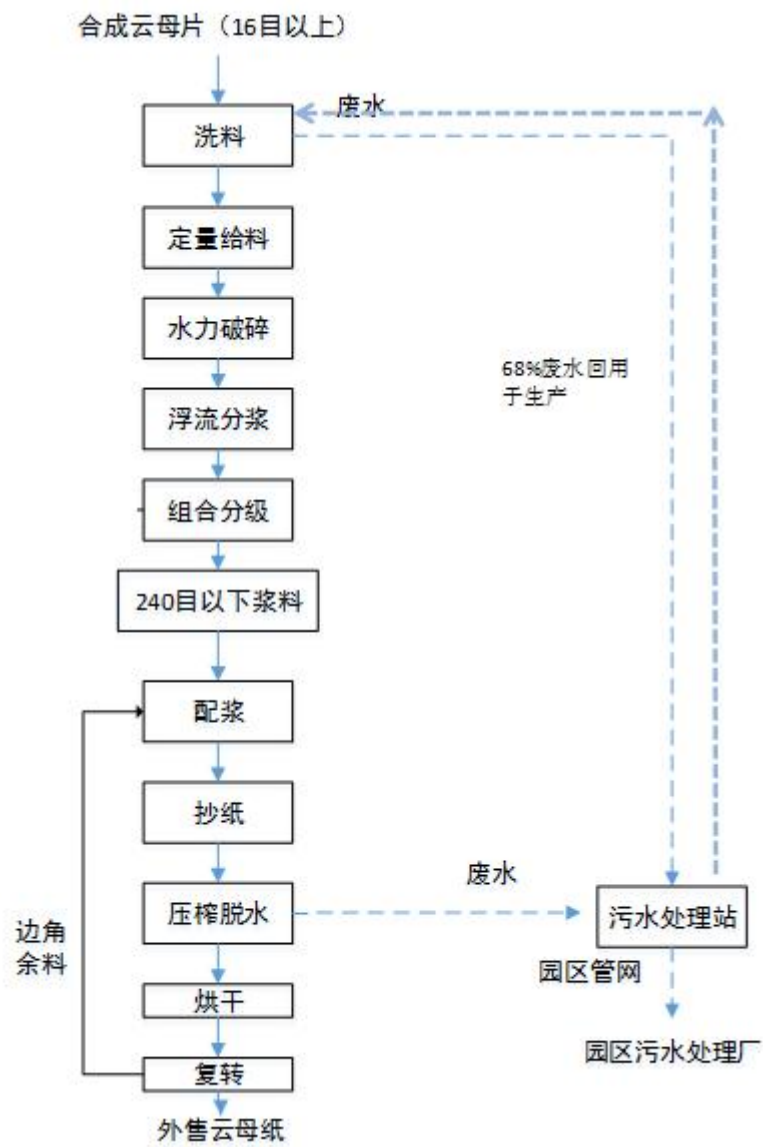 合成云母片（16目以上）
废水
洗料
定量给料
水力破碎
68%废水回用
于生产
浮流分浆
组合分级
240目以下浆料
配浆
抄纸
废水
压榨脱水
污水处理站
边角
余料
园区管网
烘干
园区污水处理厂
复转
外售云母纸